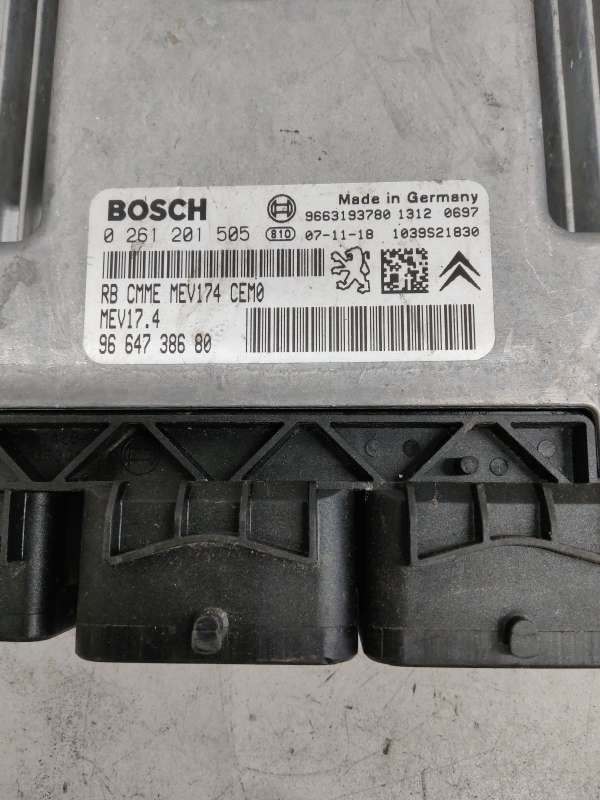 BOSCH
Made in Germany
9663193780 1312 0697
0 261 201 505 810 07-11-18 1039S21830
RB CMME MEV174 CEM0
MEV17.4
96 647 386 80